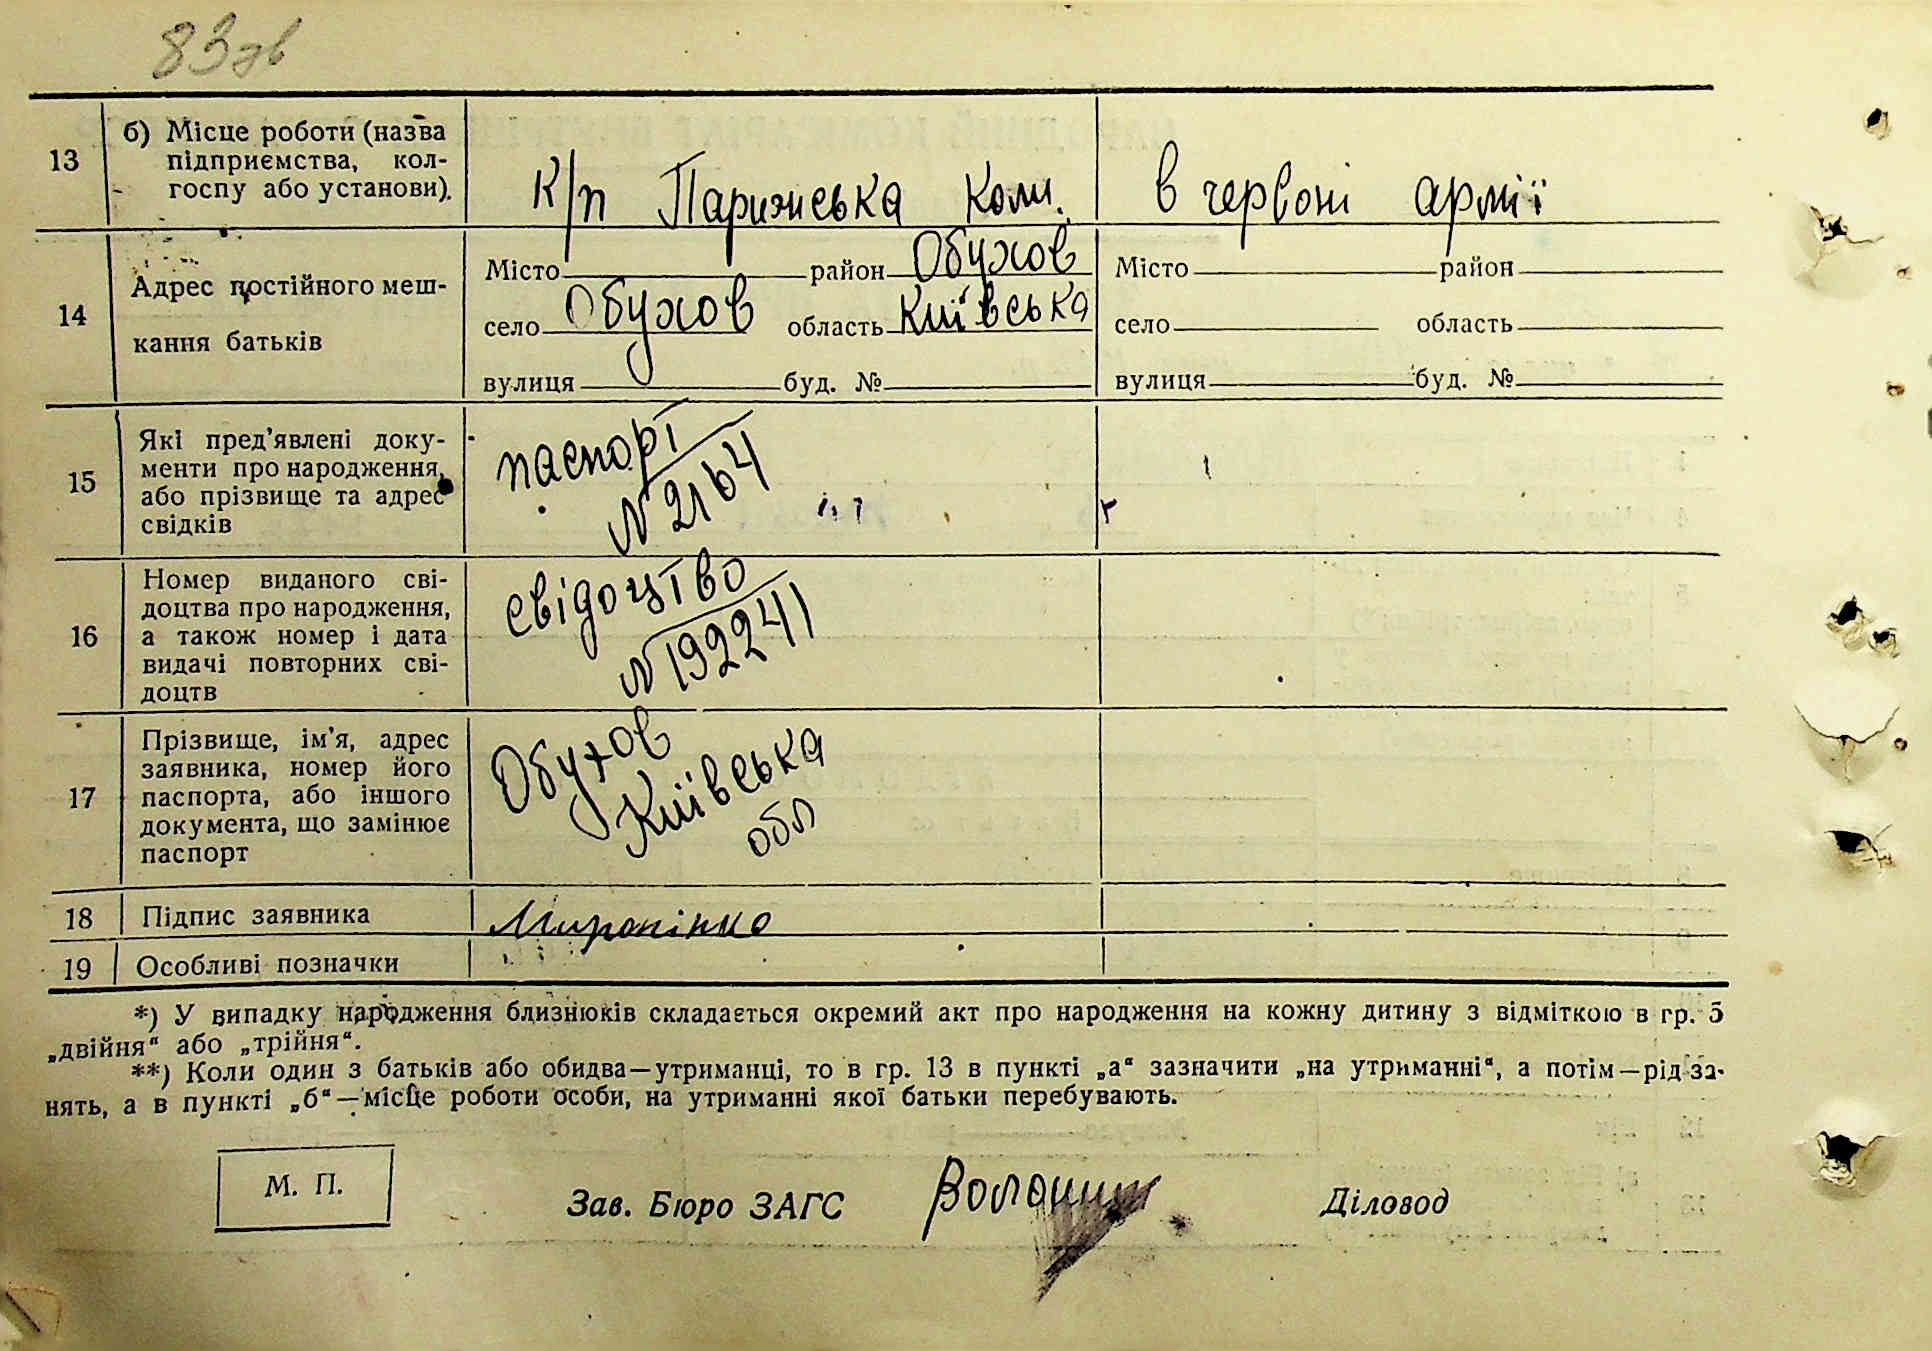 83 зв
13
б) Місце роботи (назва
підприємства, кол-
госпу або установи).
к/п Парижська Ком.
в червоні армії
14
Адрес постійного меш-
кання батьків
Місто район Обухов
село Обухов область Київська
вулиця буд. №
Місто район
село область
вулиця буд. №
15
Які пред'явлені доку-
менти про народження,
або прізвище та адрес
свідків
паспорт
N 2164
16
Номер виданого сві-
доцтва про народження,
а також номер і дата
видачі повторних сві-
доцтв
свідоцтво
N 192241
17
Прізвище, ім'я, адрес
заявника, номер його
паспорта, або іншого
документа, що замінює
паспорт
Обухов
Київська
обл
18
Підпис заявника
19
Особливі позначки
*) У випадку народження близнюків складається окремий акт про народження на кожну дитину з відміткою в гр. 5
„двійня“ або „трійня“.
**) Коли один з батьків або обидва—утриманці, то в гр. 13 в пункті „а“ зазначити „на утриманні“, а потім—рід за-
нять, а в пункті „б“—місце роботи особи, на утриманні якої батьки перебувають.
М. П.
Зав. Бюро ЗАГС
Діловод